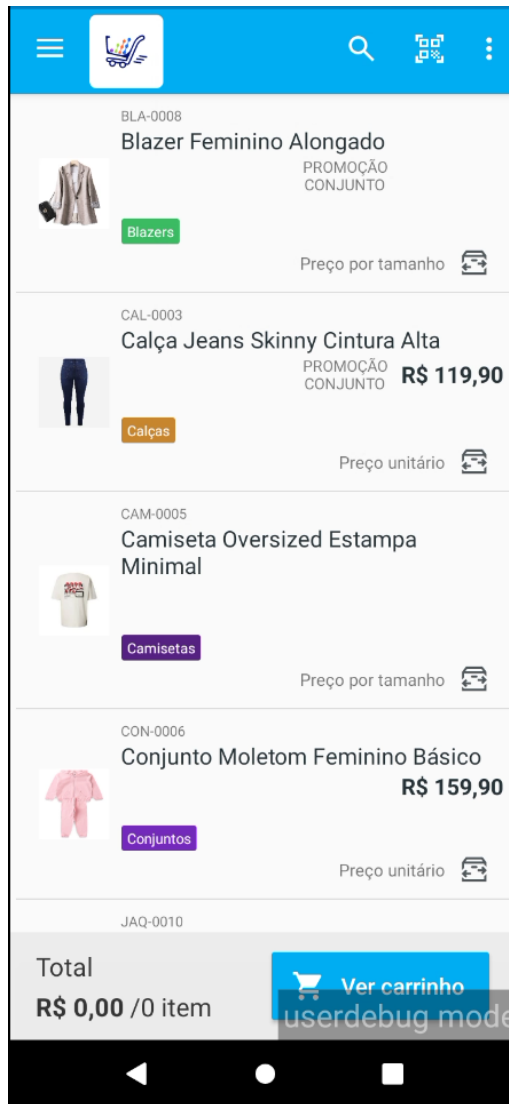 BLA-0008
Blazer Feminino Alongado
PROMOÇÃO
CONJUNTO
Blazers
Preço por tamanho
CAL-0003
Calça Jeans Skinny Cintura Alta
PROMOÇÃO
CONJUNTO
R$ 119,90
Calças
Preço unitário
CAM-0005
Camiseta Oversized Estampa
Minimal
Camisetas
Preço por tamanho
CON-0006
Conjunto Moletom Feminino Básico
R$ 159,90
Conjuntos
Preço unitário
JAQ-0010
Total
R$ 0,00 /0 item
Ver carrinho
userdebug mode